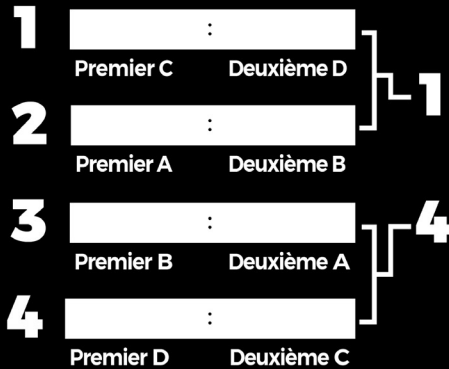 1 :
Premier C Deuxième D
1
2 :
Premier A Deuxième B
3 :
Premier B Deuxième A
4
4 :
Premier D Deuxième C